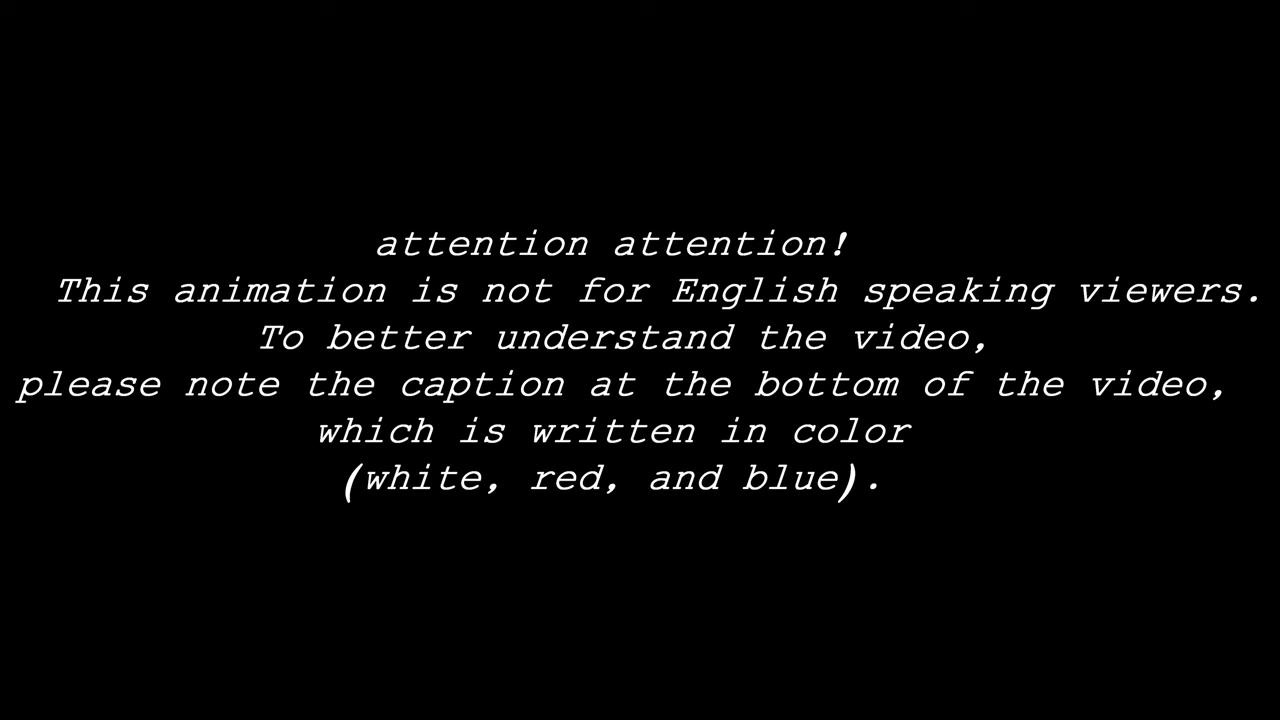 attention attention!
This animation is not for English speaking viewers.
To better understand the video,
please note the caption at the bottom of the video,
which is written in color
(white, red, and blue).